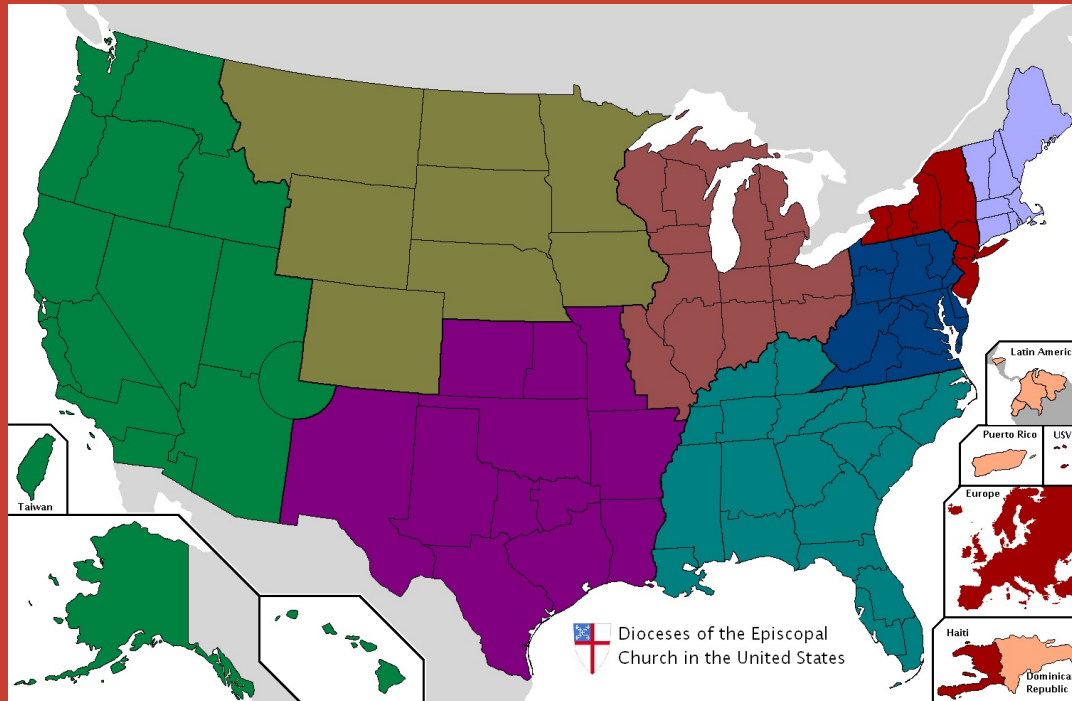 Latin Americ
Puerto Rico
USV
Taiwan
Europe
Haiti
Dominica
Republic
Dioceses of the Episcopal
Church in the United States